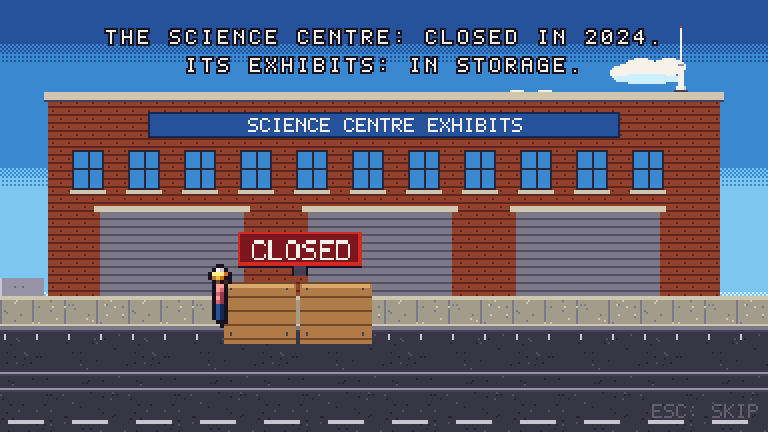 THE SCIENCE CENTRE: CLOSED IN 2024.
ITS EXHIBITS: IN STORAGE.
SCIENCE CENTRE EXHIBITS
CLOSED
ESC: SKIP